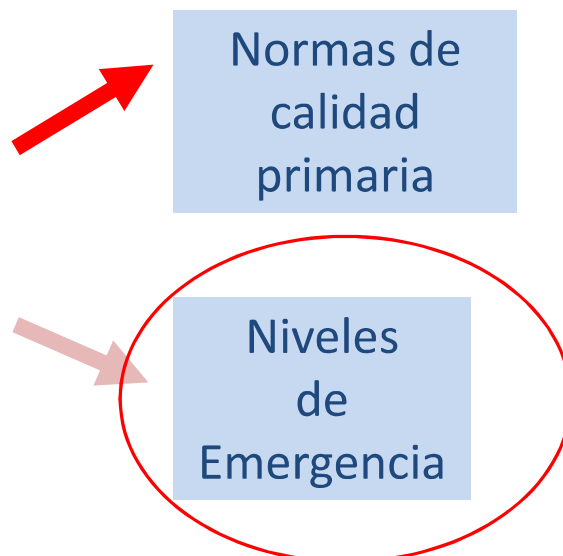 Normas de
calidad
primaria
Niveles
de
Emergencia